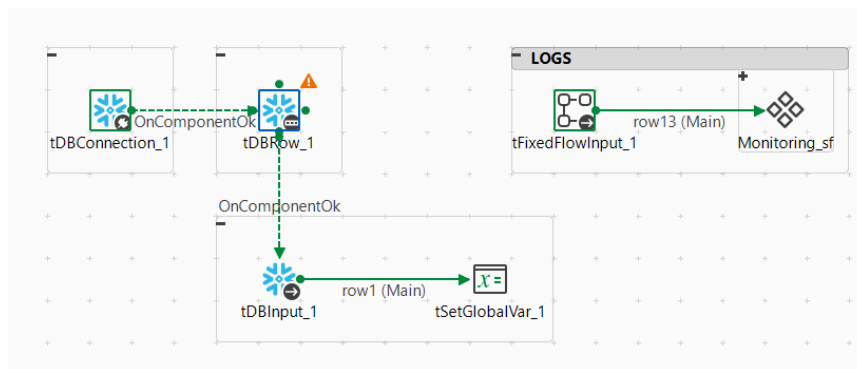 LOGS
OnComponentOk
row13 (Main)
tDBConnection_1
tDBRow_1
tFixedFlowInput_1
Monitoring_sf
OnComponentOk
row1 (Main)
tDBInput_1
tSetGlobalVar_1